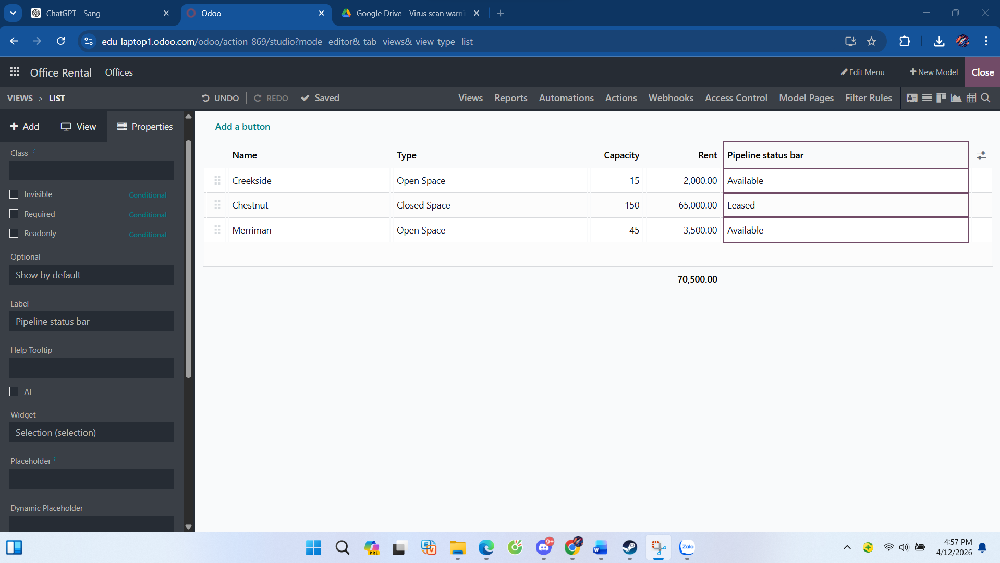 ChatGPT - Sang
Odoo
Google Drive - Virus scan warni
edu-laptop1.odoo.com/odoo/action-869/studio?mode=editor&_tab=views&_view_type=list
Office Rental
Offices
Edit Menu
New Model
Close
VIEWS > LIST
UNDO
REDO
Saved
Views
Reports
Automations
Actions
Webhooks
Access Control
Model Pages
Filter Rules
Add
View
Properties
Add a button
Class ?
Invisible
Conditional
Required
Conditional
Readonly
Conditional
Optional
Show by default
Label
Pipeline status bar
Help Tooltip
AI
Widget
Selection (selection)
Placeholder ?
Dynamic Placeholder
Name Type Capacity Rent Pipeline status bar
Creekside Open Space 15 2,000.00 Available
Chestnut Closed Space 150 65,000.00 Leased
Merriman Open Space 45 3,500.00 Available
70,500.00
PRE
E
V
9+
W
Zalo
4:57 PM
4/12/2026